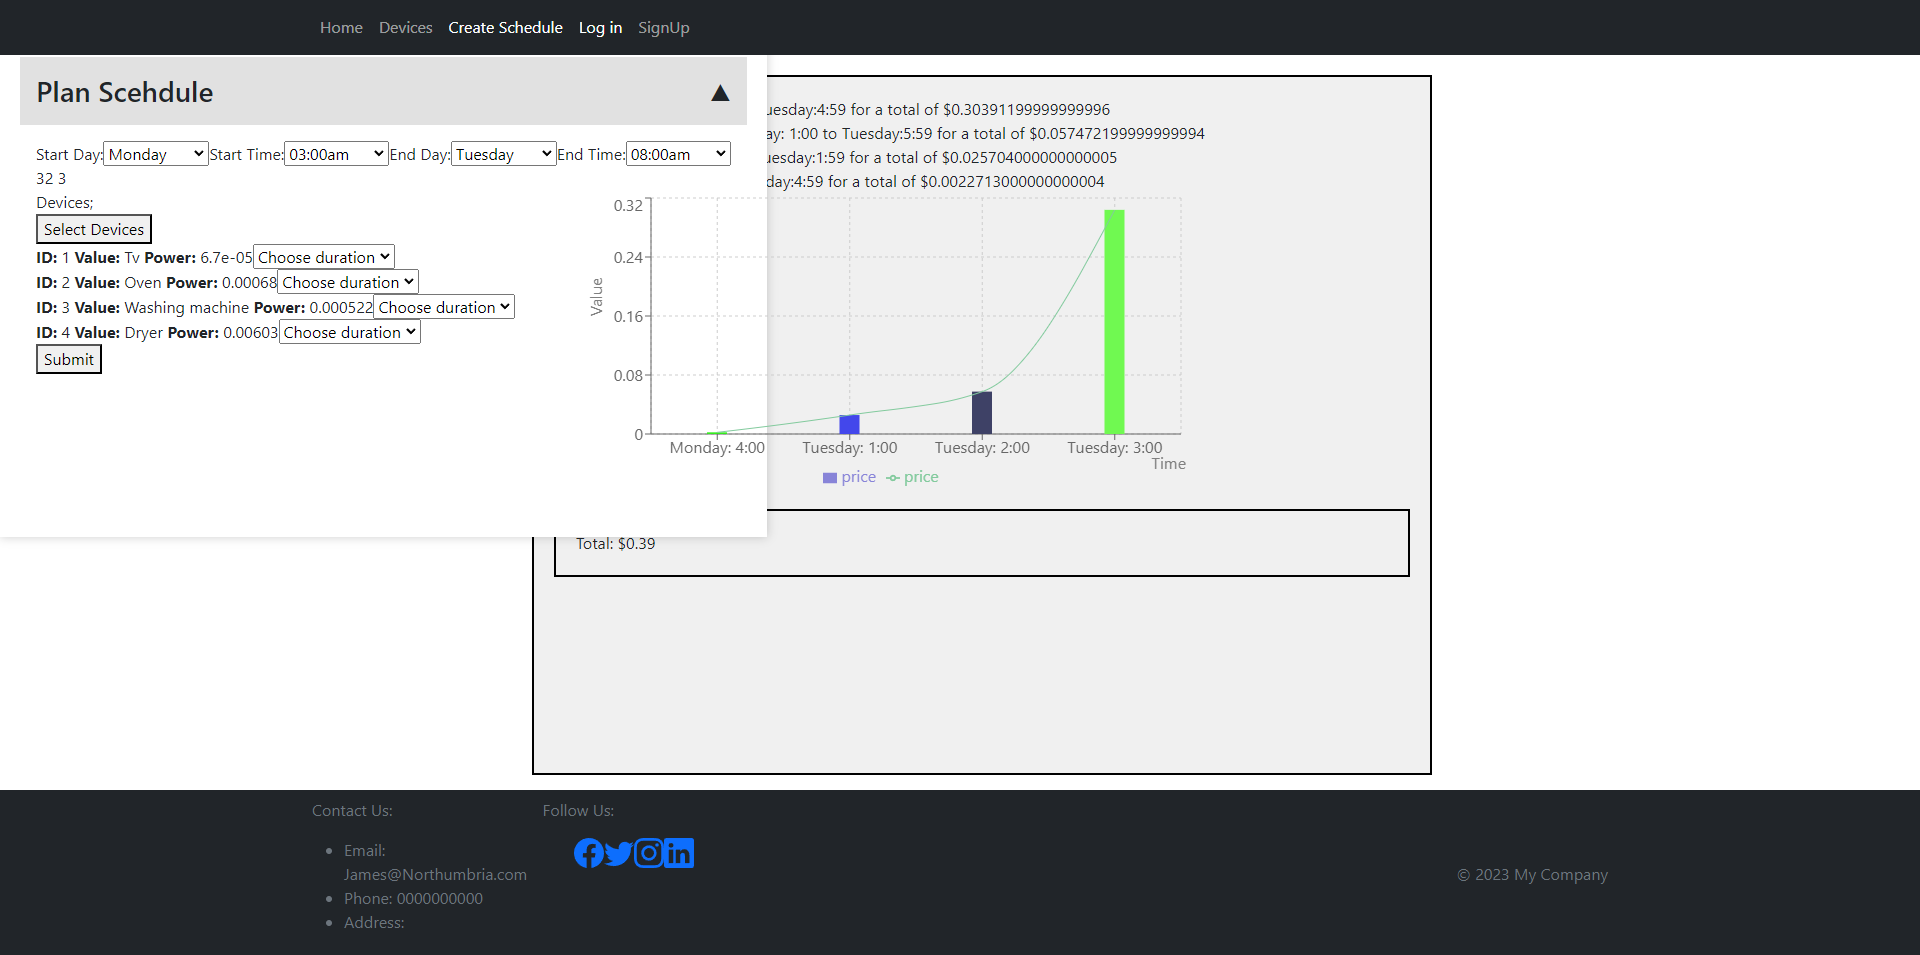 Home Devices Create Schedule Log in SignUp
Plan Scehdule ▲
Start Day: Monday Start Time: 03:00am End Day: Tuesday End Time: 08:00am
32 3
Devices;
Select Devices
ID: 1 Value: Tv Power: 6.7e-05 Choose duration
ID: 2 Value: Oven Power: 0.00068 Choose duration
ID: 3 Value: Washing machine Power: 0.000522 Choose duration
ID: 4 Value: Dryer Power: 0.00603 Choose duration
Submit
uesday:4:59 for a total of $0.30391199999999996
ay: 1:00 to Tuesday:5:59 for a total of $0.057472199999999994
uesday:1:59 for a total of $0.025704000000000005
day:4:59 for a total of $0.0022713000000000004
0.32
0.24
0.16
0.08
0
Value
Monday: 4:00 Tuesday: 1:00 Tuesday: 2:00 Tuesday: 3:00
Time
price price
Total: $0.39
Contact Us:
Email:
James@Northumbria.com
Phone: 0000000000
Address:
Follow Us:
© 2023 My Company